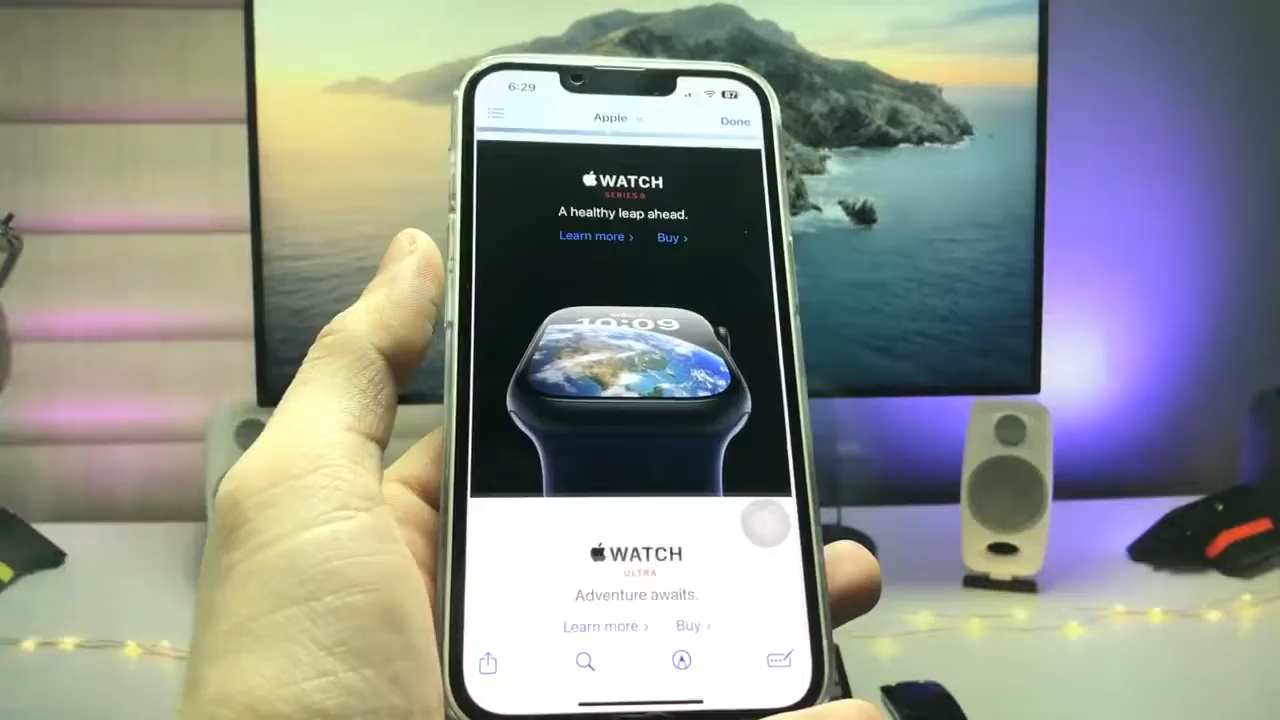 6:29
67
Apple
Done
WATCH
SERIES 8
A healthy leap ahead.
Learn more >
Buy >
10:09
WATCH
ULTRA
Adventure awaits.
Learn more >
Buy >